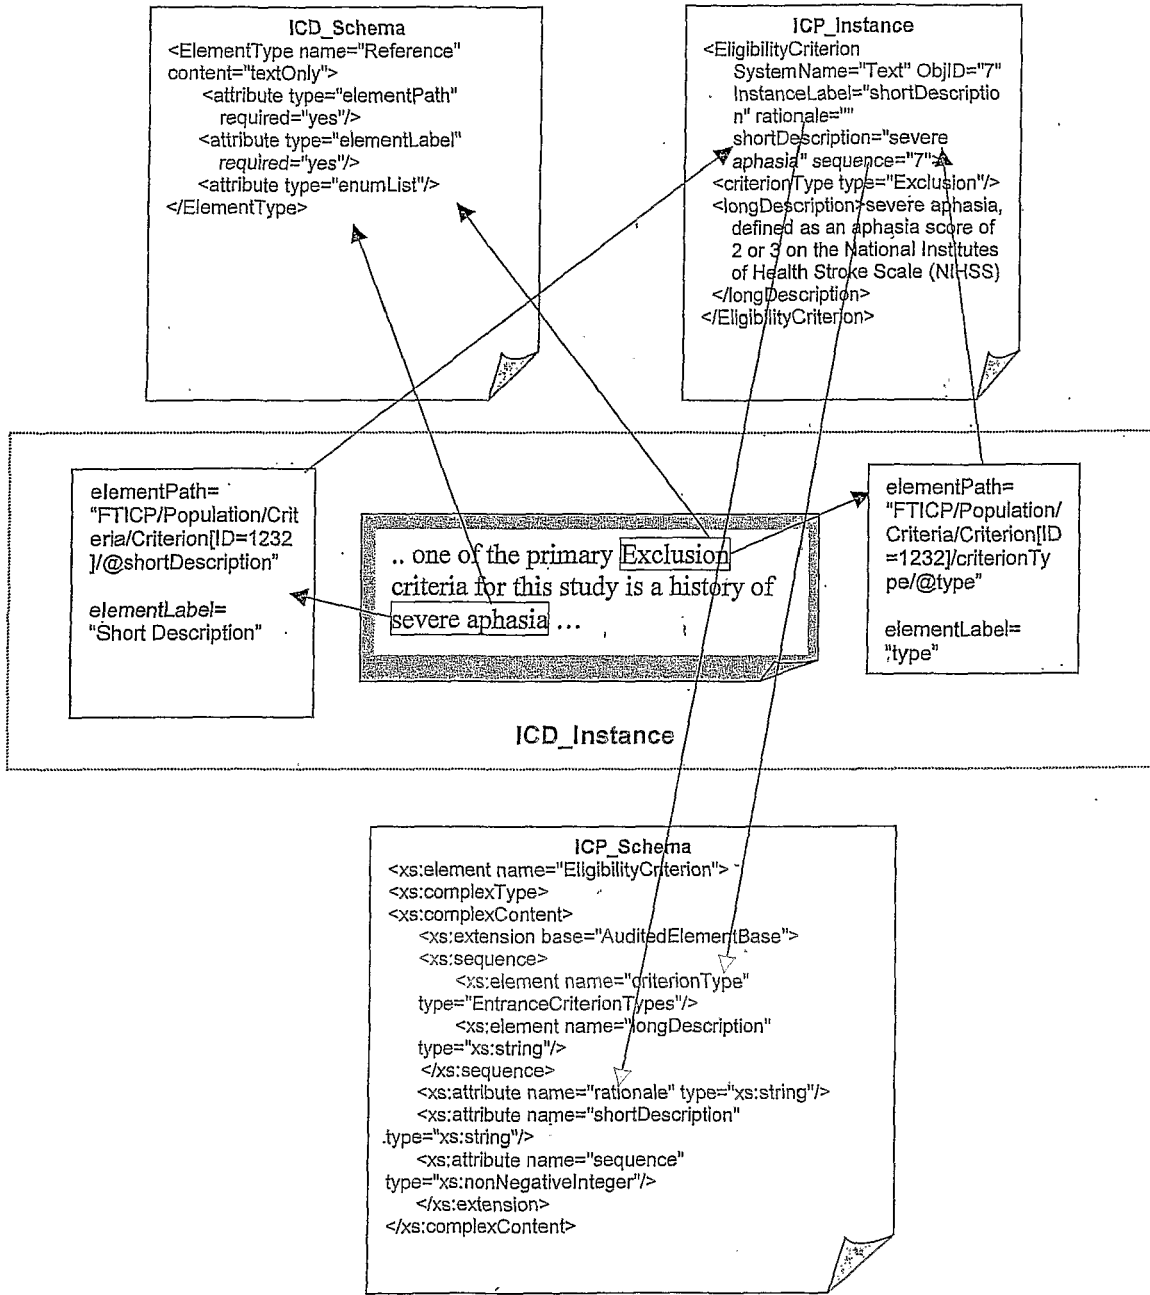 ICD_Schema
<ElementType name="Reference"
content="textOnly">
<attribute type="elementPath"
required="yes"/>
<attribute type="elementLabel"
required="yes"/>
<attribute type="enumList"/>
</ElementType>
ICP_Instance
<EligibilityCriterion
SystemName="Text" ObjID="7"
InstanceLabel="shortDescriptio
n" rationale=""
shortDescription="severe
aphasia" sequence="7">
<criterionType type="Exclusion"/>
<longDescription>severe aphasia,
defined as an aphasia score of
2 or 3 on the National Institutes
of Health Stroke Scale (NIHSS)
</longDescription>
</EligibilityCriterion>
elementPath=
"FTICP/Population/Crit
eria/Criterion[ID=1232
]/@shortDescription"
elementLabel=
"Short Description"
.. one of the primary Exclusion
criteria for this study is a history of
severe aphasia ...
elementPath=
"FTICP/Population/
Criteria/Criterion[ID
=1232]/criterionTy
pe/@type"
elementLabel=
"type"
ICD_Instance
ICP_Schema
<xs:element name="EligibilityCriterion">
<xs:complexType>
<xs:complexContent>
<xs:extension base="AuditedElementBase">
<xs:sequence>
<xs:element name="criterionType"
type="EntranceCriterionTypes"/>
<xs:element name="longDescription"
type="xs:string"/>
</xs:sequence>
<xs:attribute name="rationale" type="xs:string"/>
<xs:attribute name="shortDescription"
type="xs:string"/>
<xs:attribute name="sequence"
type="xs:nonNegativeInteger"/>
</xs:extension>
</xs:complexContent>